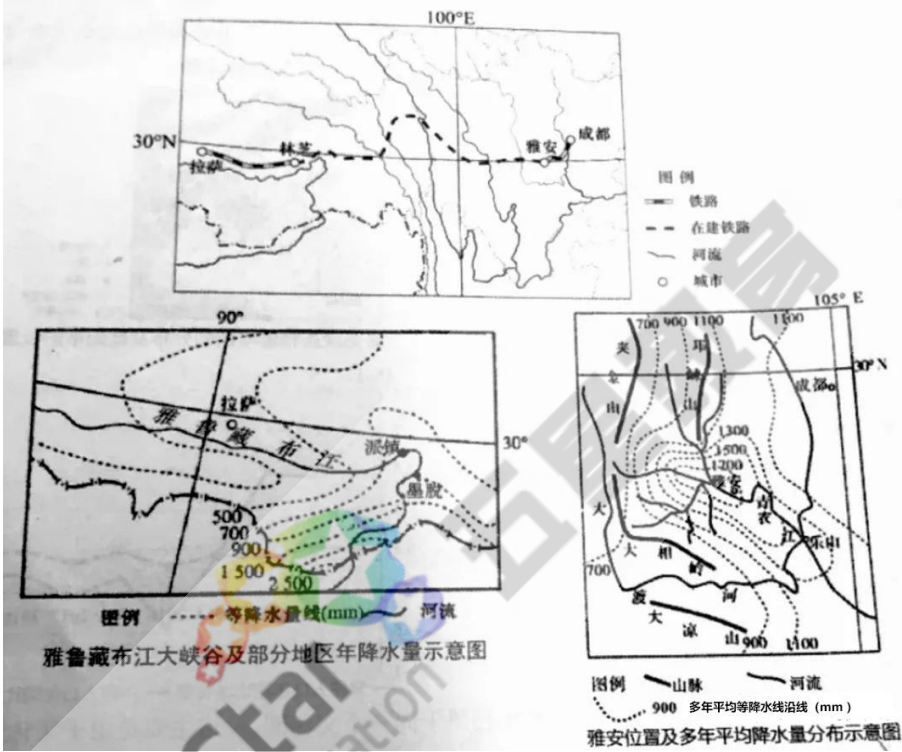 100°E
30°N
拉萨
林芝
雅安
成都
图例
铁路
在建铁路
河流
城市
90°
拉萨
雅鲁藏布江
派镇
30°
墨脱
500
700
900
1 500
2 500
图例 等降水量线(mm) 河流
雅鲁藏布江大峡谷及部分地区年降水量示意图
105° E
700 900 1100 1100
30° N
夹金山
邛崃山
成都
1300
1500
1200
雅安
青衣江
乐山
大相岭
大渡河
700
大凉山
900 1100
图例 山脉 河流
900 多年平均等降水线沿线（mm）
雅安位置及多年平均降水量分布示意图
五星教育
Star